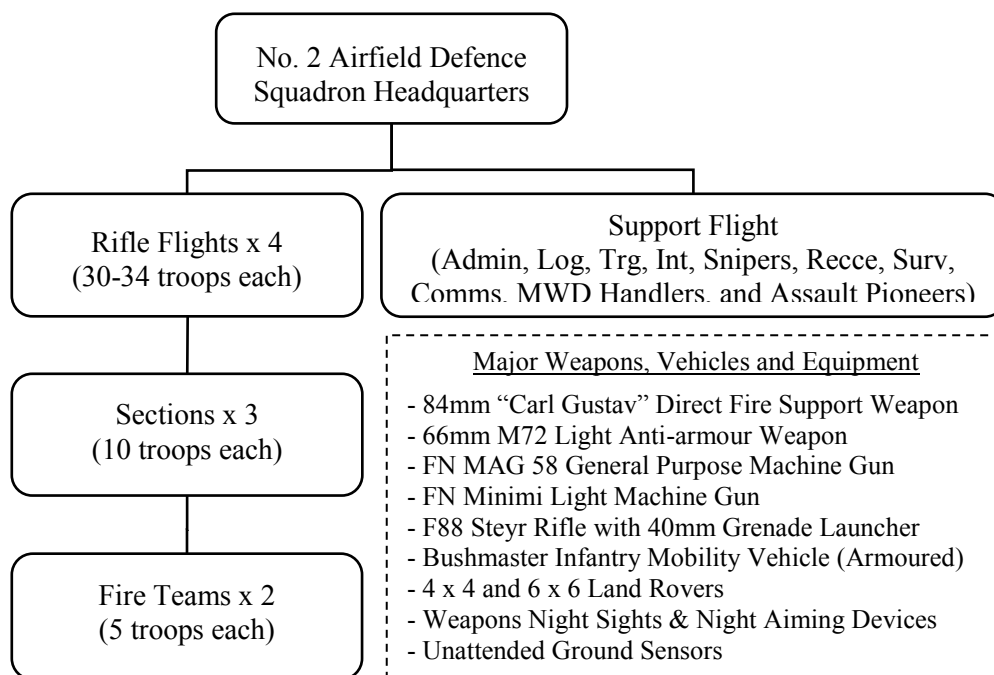 No. 2 Airfield Defence
Squadron Headquarters
Rifle Flights x 4
(30-34 troops each)
Support Flight
(Admin, Log, Trg, Int, Snipers, Recce, Surv,
Comms, MWD Handlers, and Assault Pioneers)
Sections x 3
(10 troops each)
Fire Teams x 2
(5 troops each)
Major Weapons, Vehicles and Equipment
- 84mm “Carl Gustav” Direct Fire Support Weapon
- 66mm M72 Light Anti-armour Weapon
- FN MAG 58 General Purpose Machine Gun
- FN Minimi Light Machine Gun
- F88 Steyr Rifle with 40mm Grenade Launcher
- Bushmaster Infantry Mobility Vehicle (Armoured)
- 4 x 4 and 6 x 6 Land Rovers
- Weapons Night Sights & Night Aiming Devices
- Unattended Ground Sensors